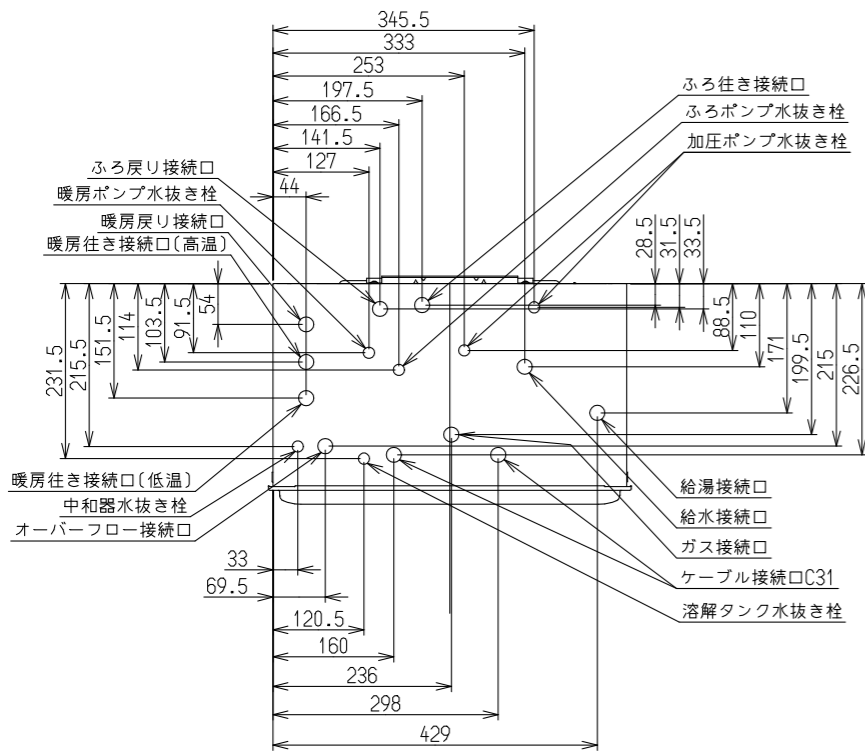 345.5
333
253
197.5
166.5
141.5
127
44
ふろ往き接続口
ふろポンプ水抜き栓
加圧ポンプ水抜き栓
ふろ戻り接続口
暖房ポンプ水抜き栓
暖房戻り接続口
暖房往き接続口(高温)
28.5
31.5
33.5
231.5
215.5
151.5
114
103.5
91.5
54
88.5
110
171
199.5
215
226.5
暖房往き接続口(低温)
中和器水抜き栓
オーバーフロー接続口
給湯接続口
給水接続口
ガス接続口
ケーブル接続口C31
溶解タンク水抜き栓
33
69.5
120.5
160
236
298
429